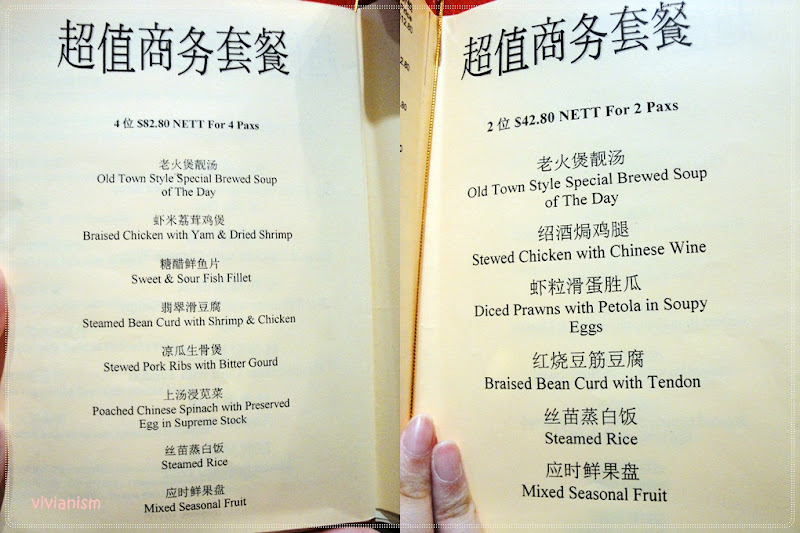 超值商务套餐
4 位 $82.80 NETT For 4 Paxs
老火煲靓汤
Old Town Style Special Brewed Soup
of The Day
虾米荔茸鸡煲
Braised Chicken with Yam & Dried Shrimp
糖醋鲜鱼片
Sweet & Sour Fish Fillet
翡翠滑豆腐
Steamed Bean Curd with Shrimp & Chicken
凉瓜生骨煲
Stewed Pork Ribs with Bitter Gourd
上汤浸苋菜
Poached Chinese Spinach with Preserved
Egg in Supreme Stock
丝苗蒸白饭
Steamed Rice
应时鲜果盘
Mixed Seasonal Fruit
vivianism
超值商务套餐
2 位 $42.80 NETT For 2 Paxs
老火煲靓汤
Old Town Style Special Brewed Soup
of The Day
绍酒焗鸡腿
Stewed Chicken with Chinese Wine
虾粒滑蛋胜瓜
Diced Prawns with Petola in Soupy
Eggs
红烧豆筋豆腐
Braised Bean Curd with Tendon
丝苗蒸白饭
Steamed Rice
应时鲜果盘
Mixed Seasonal Fruit